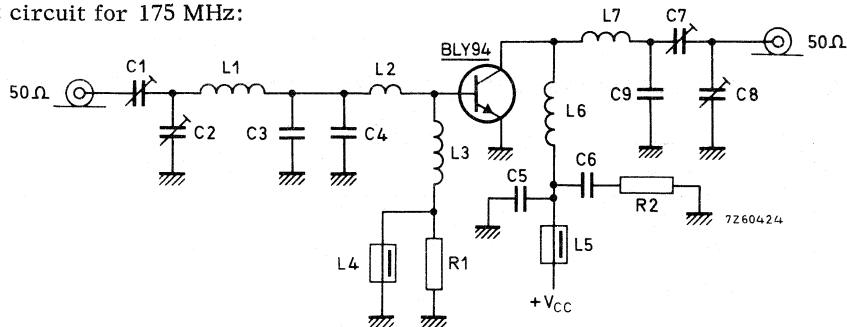 circuit for 175 MHz:
L7
C7
50Ω
BLY94
C1
L1
L2
50Ω
L6
C9
C8
C2
C3
C4
L3
C5
C6
R2
7Z60424
L4
R1
L5
+VCC